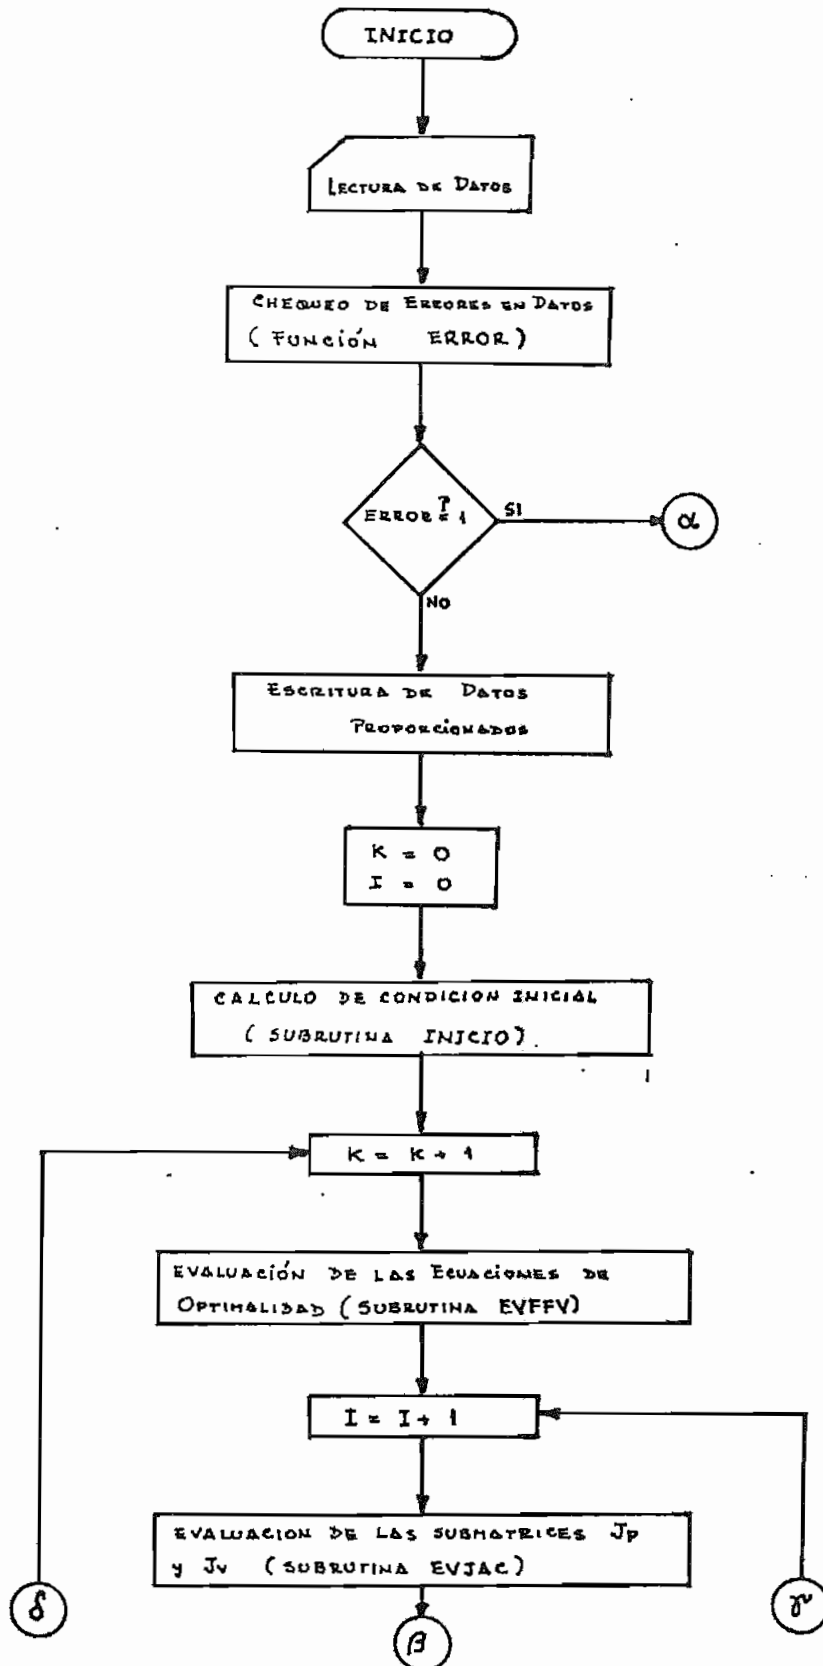 INICIO
LECTURA DE DATOS
CHEQUEO DE ERRORES EN DATOS
( FUNCIÓN ERROR )
ERROR ?= 1
SI
α
NO
ESCRITURA DE DATOS
PROPORCIONADOS
K = 0
I = 0
CALCULO DE CONDICION INICIAL
( SUBRUTINA INICIO )
K = K + 1
EVALUACIÓN DE LAS ECUACIONES DE
OPTIMALIDAD ( SUBRUTINA EVFFV )
I = I + 1
EVALUACION DE LAS SUBMATRICES Jp
y Jv ( SUBRUTINA EVJAC )
δ
β
γ